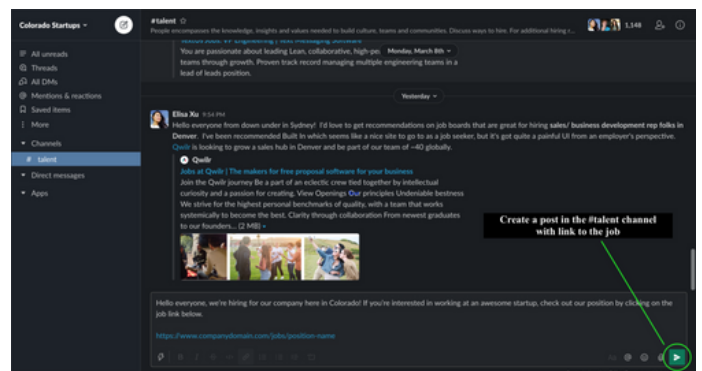 Colorado Startups
#talent
People encompasses the knowledge, insights and values needed to build culture, teams and communities. Discuss ways to hire. For additional hiring r...
1,148
All unreads
Threads
All DMs
Mentions & reactions
Saved items
More
Channels
# talent
Direct messages
Apps
You are passionate about leading Lean, collaborative, high-pe
Monday, March 8th
teams through growth. Proven track record managing multiple engineering teams in a
lead of leads position.
Yesterday
Elisa Xu 9:54 PM
Hello everyone from down under in Sydney! I'd love to get recommendations on job boards that are great for hiring sales/ business development rep folks in
Denver. I've been recommended Built In which seems like a nice site to go to as a job seeker, but it's got quite a painful UI from an employer's perspective.
Qwilr is looking to grow a sales hub in Denver and be part of our team of ~40 globally.
Qwilr
Jobs at Qwilr | The makers for free proposal software for your business
Join the Qwilr journey Be a part of an eclectic crew tied together by intellectual
curiosity and a passion for creating. View Openings Our principles Undeniable bestness
We strive for the highest personal benchmarks of quality, with a team that works
systemically to become the best. Clarity through collaboration From newest graduates
to our founders... (2 MB)
Create a post in the #talent channel
with link to the job
Hello everyone, we're hiring for our company here in Colorado! If you're interested in working at an awesome startup, check out our position by clicking on the
job link below.
https://www.companydomain.com/jobs/position-name